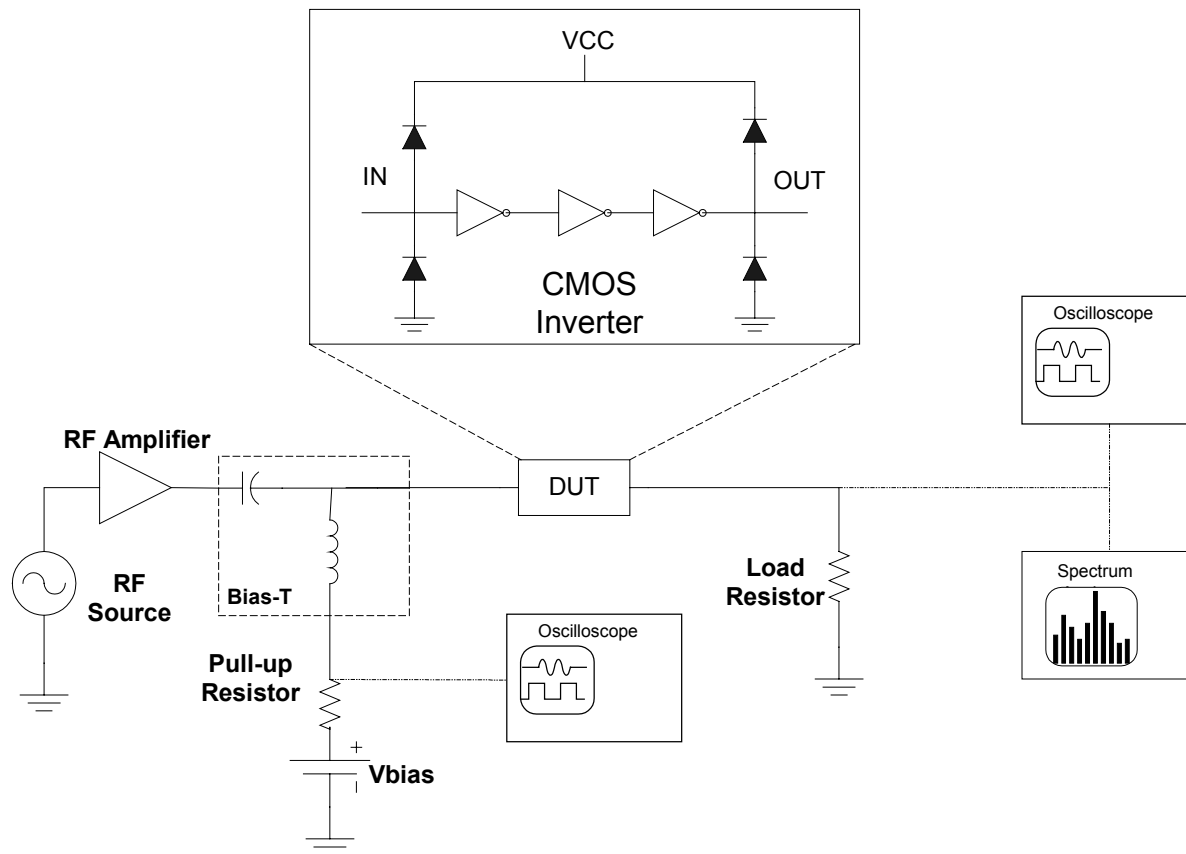 VCC
IN
OUT
CMOS
Inverter
Oscilloscope
RF Amplifier
DUT
RF
Source
Bias-T
Load
Resistor
Spectrum
Oscilloscope
Pull-up
Resistor
+
Vbias
-